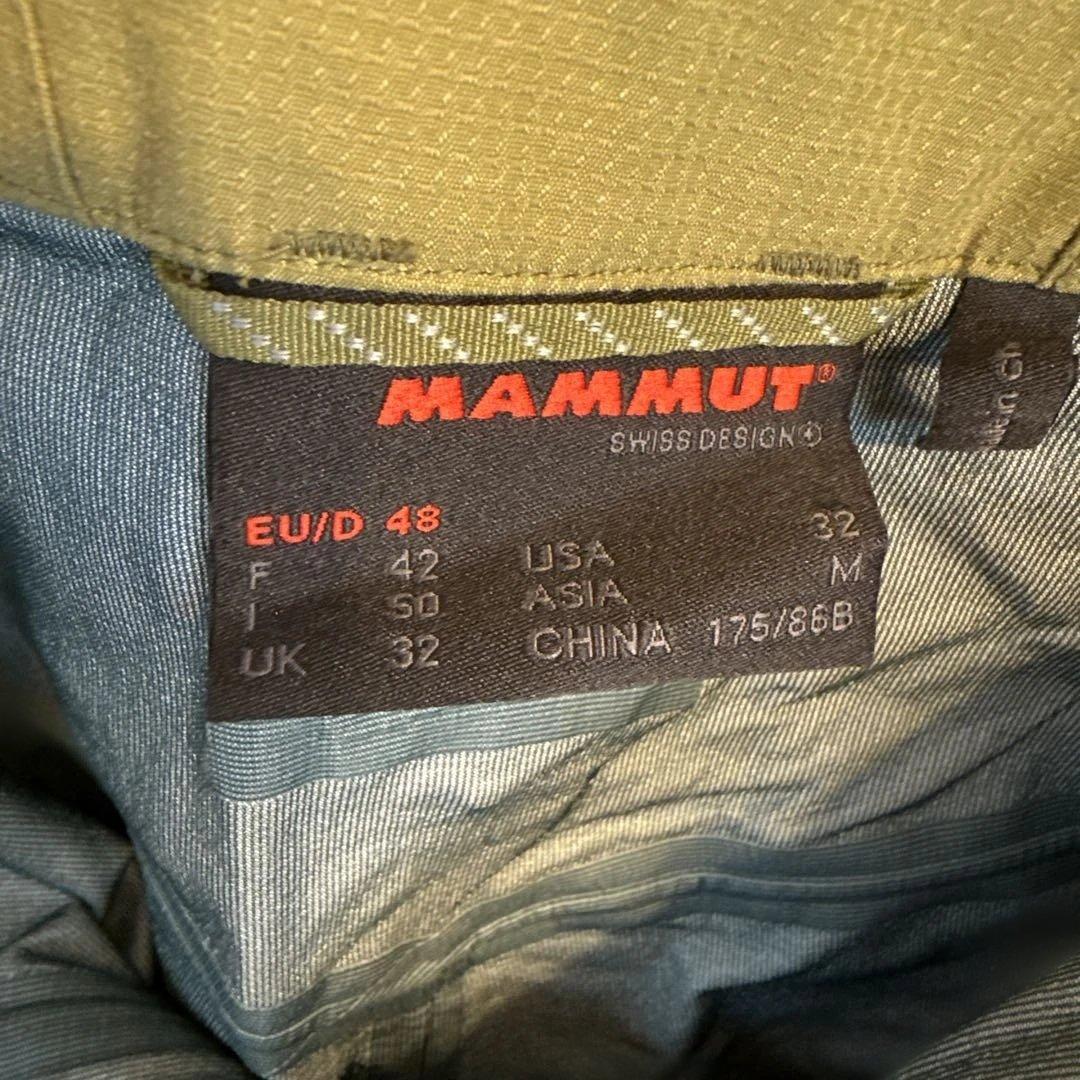 MAMMUT®
SWISS DESIGN
EU/D 48
F 42 USA 32
I 50 ASIA M
UK 32 CHINA 175/86B